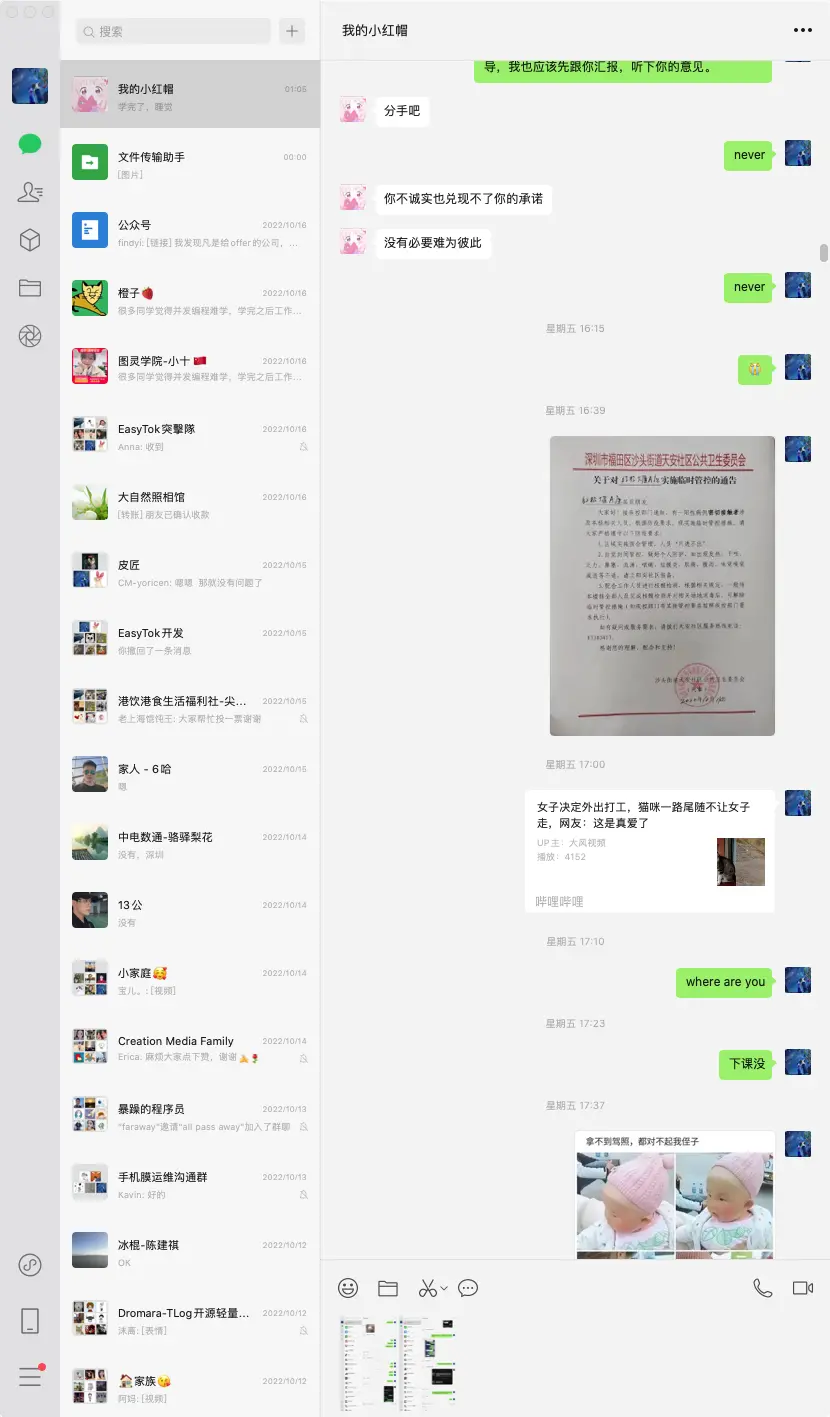 搜索
我的小红帽
01:05
学完了，睡觉
文件传输助手
00:00
[图片]
公众号
2022/10/16
findyi: [链接] 我发现凡是给offer的公司，...
橙子🍓
2022/10/16
很多同学觉得并发编程难学，学完之后工作...
图灵学院-小十🇨🇳
2022/10/16
很多同学觉得并发编程难学，学完之后工作...
EasyTok突擊隊
2022/10/16
Anna: 收到
大自然照相馆
2022/10/16
[转账] 朋友已确认收款
皮匠
2022/10/15
CM-yoricen: 嗯嗯 那就没有问题了
EasyTok开发
2022/10/15
你撤回了一条消息
港饮港食生活福利社-尖...
2022/10/15
老上海馄饨王: 大家帮忙投一票谢谢
家人 - 6哈
2022/10/15
嗯
中电数通-骆驿梨花
2022/10/14
没有，深圳
13公
2022/10/14
没有
小家庭🥰
2022/10/14
宝儿。: [视频]
Creation Media Family
2022/10/14
Erica: 麻烦大家点下赞，谢谢🙏🌹
暴躁的程序员
2022/10/13
"faraway"邀请"all pass away"加入了群聊
手机膜运维沟通群
2022/10/13
Kavin: 好的
冰棍-陈建祺
2022/10/12
OK
Dromara-TLog开源轻量...
2022/10/12
沫离: [表情]
🏠家族😘
2022/10/12
阿妈: [视频]
我的小红帽
导，我也应该先跟你汇报，听下你的意见。
分手吧
never
你不诚实也兑现不了你的承诺
没有必要难为彼此
never
星期五 16:15
😭
星期五 16:39
深圳市福田区沙头街道天安社区公共卫生委员会
关于对 实施临时管控的通告
星期五 17:00
女子决定外出打工，猫咪一路尾随不让女子
走，网友：这是真爱了
UP主：大风视频
播放：4152
哔哩哔哩
星期五 17:10
where are you
星期五 17:23
下课没
星期五 17:37
拿不到驾照，都对不起我侄子